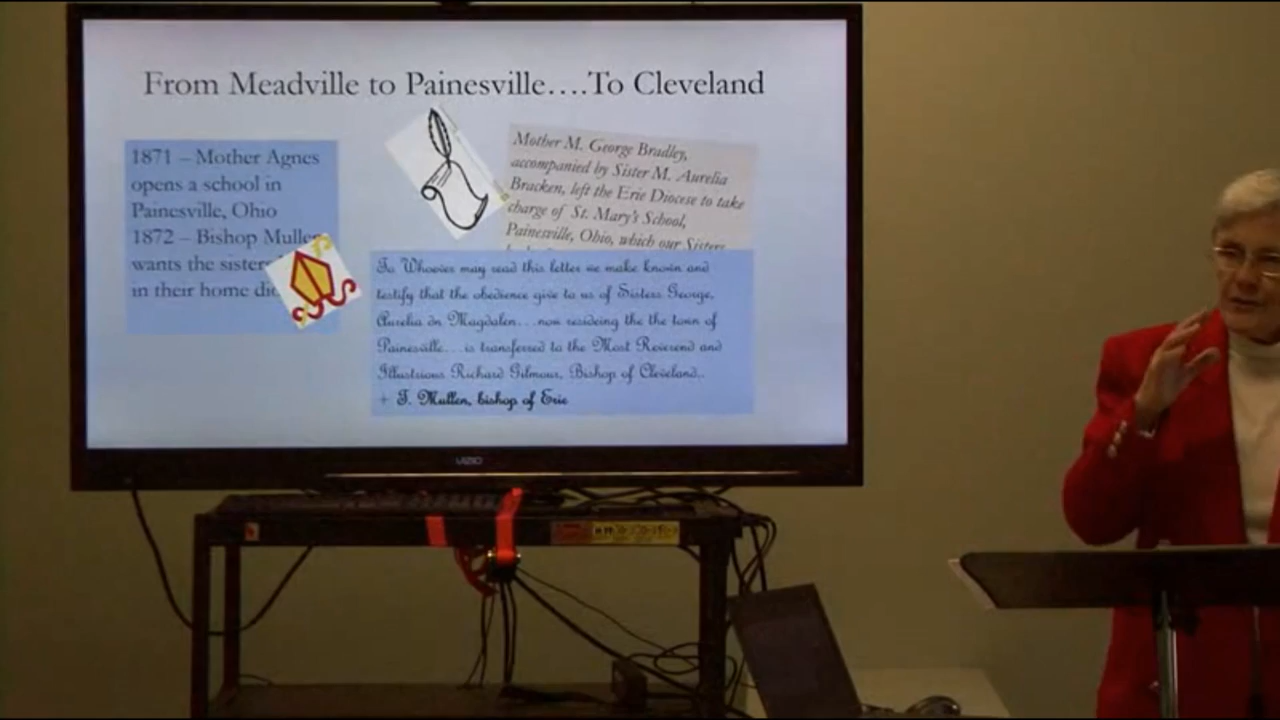 From Meadville to Painesville....To Cleveland
1871 – Mother Agnes
opens a school in
Painesville, Ohio
1872 – Bishop Mullen
wants the sisters
in their home
Mother M. George Bradley,
accompanied by Sister M. Aurelia
Bracken, left the Erie Diocese to take
charge of St. Mary's School,
Painesville, Ohio, which our Sisters
To Whoever may read this letter we make known and
testify that the obedience give to us of Sisters George,
Aurelia dn Magdalen...now resideing the the town of
Painesville...is transferred to the Most Reverend and
Illustrious Richard Gilmour, Bishop of Cleveland..
+ T. Mullen, bishop of Erie
VIZIO